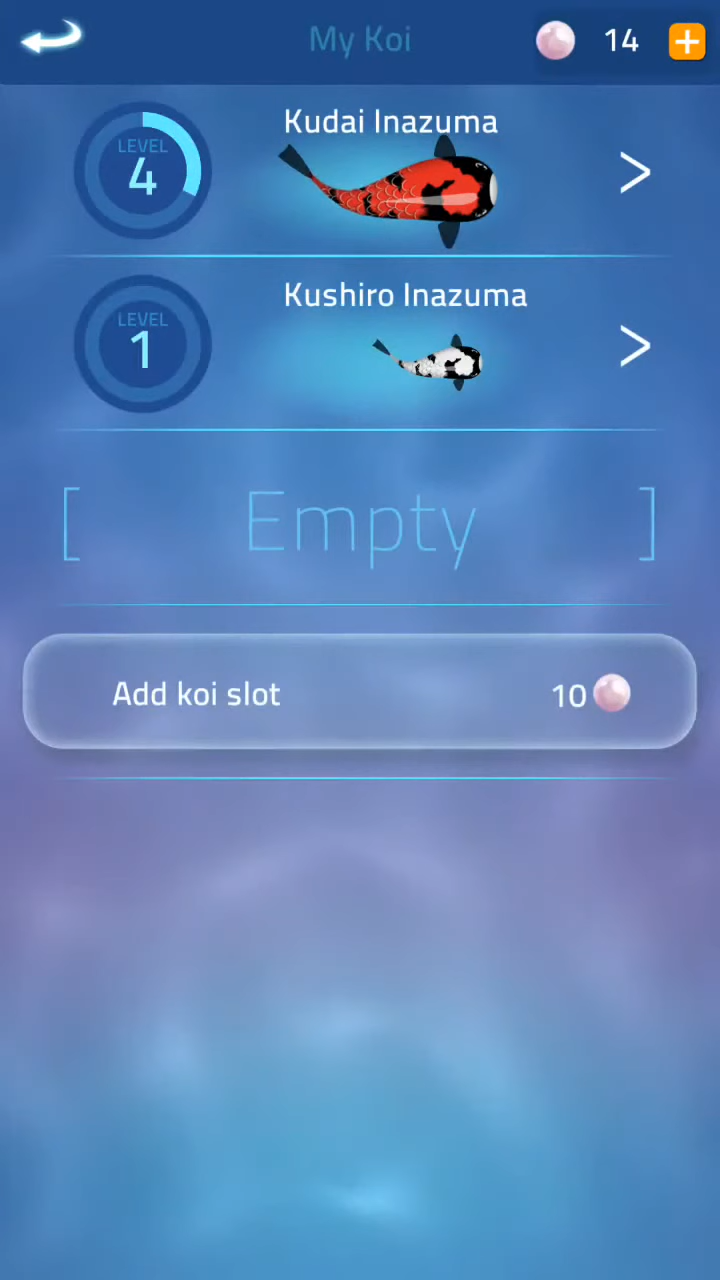 My Koi
14
Kudai Inazuma
LEVEL
4
>
Kushiro Inazuma
LEVEL
1
>
[ Empty ]
Add koi slot 10